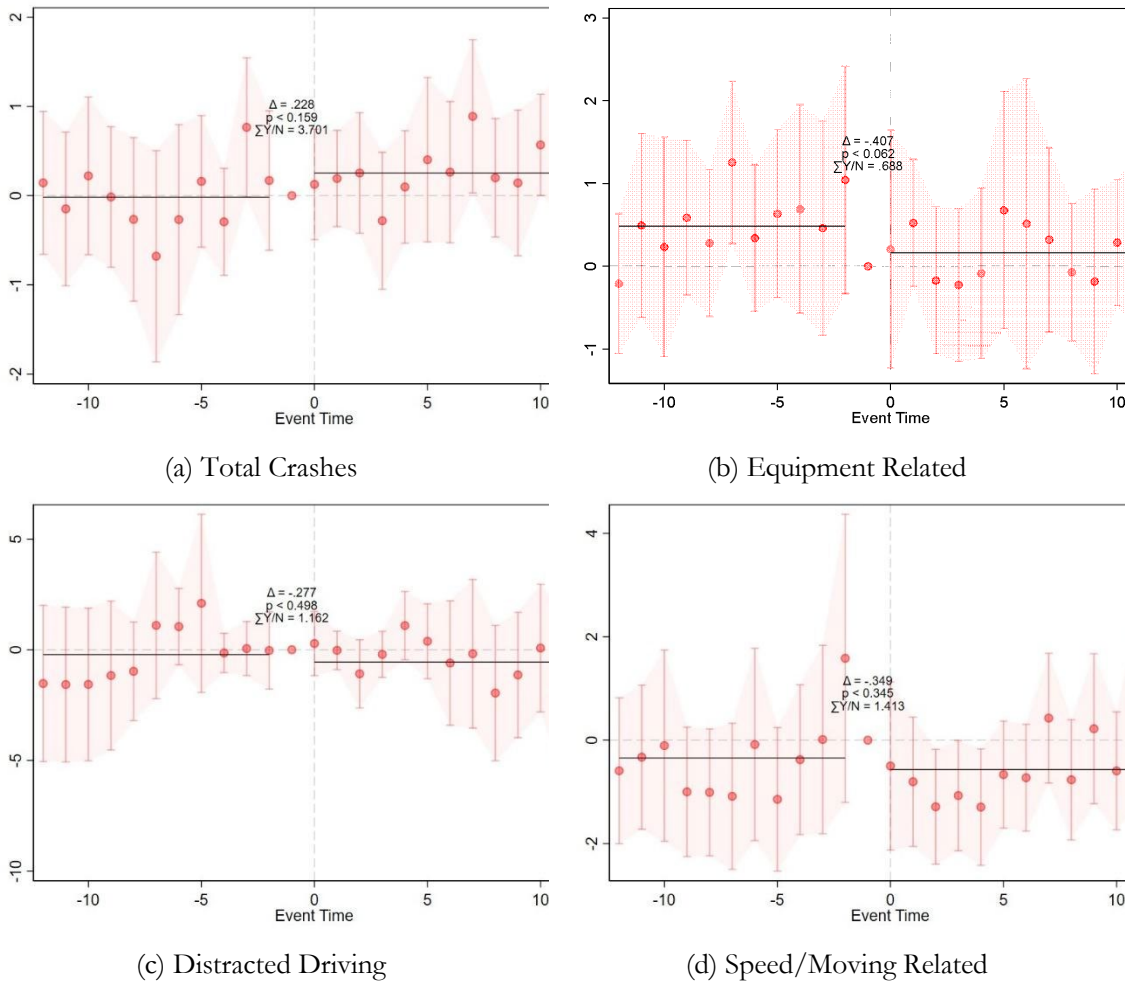 2
1
0
-1
-2
Δ = .228
p < 0.159
∑Y/N = 3.701
-10
-5
0
5
10
Event Time
(a) Total Crashes
3
2
1
0
-1
Δ = -.407
p < 0.062
∑Y/N = .688
-10
-5
0
5
10
Event Time
(b) Equipment Related
5
0
-5
-10
Δ = -.277
p < 0.498
∑Y/N = 1.162
-10
-5
0
5
10
Event Time
(c) Distracted Driving
4
2
0
-2
Δ = -.349
p < 0.345
∑Y/N = 1.413
-10
-5
0
5
10
Event Time
(d) Speed/Moving Related